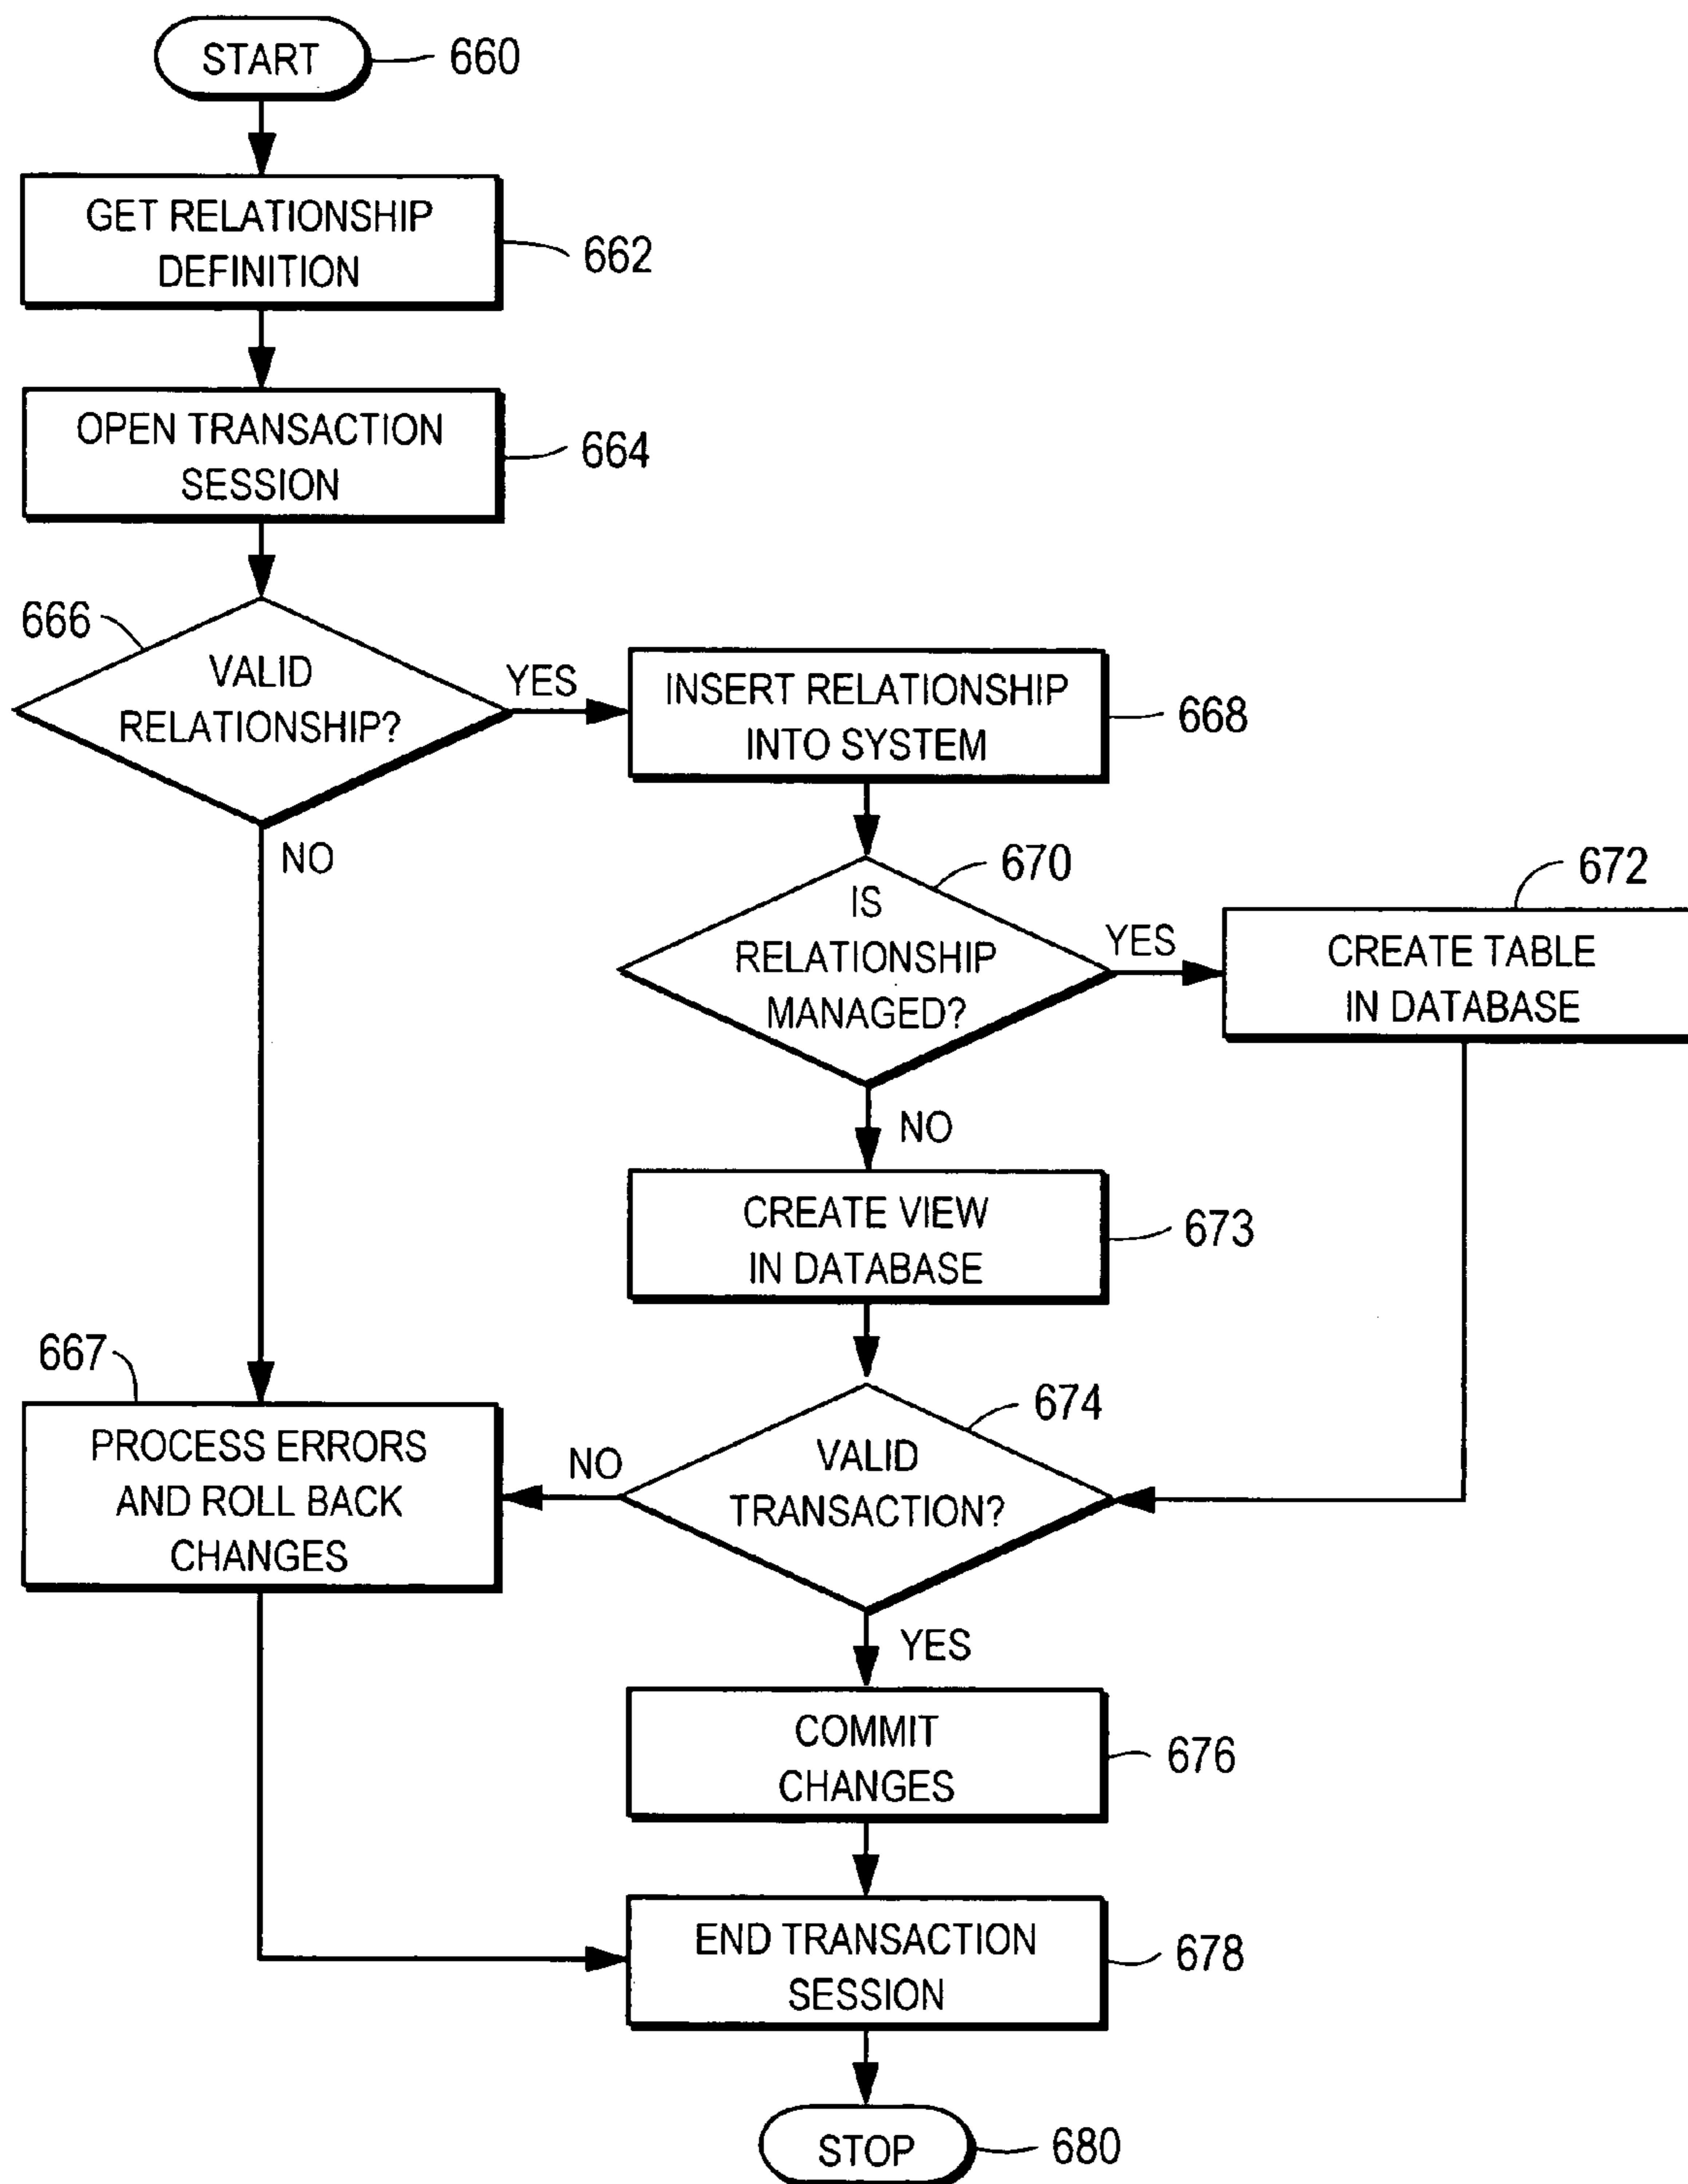 START
660
GET RELATIONSHIP
DEFINITION
662
OPEN TRANSACTION
SESSION
664
666
VALID
RELATIONSHIP?
YES
NO
INSERT RELATIONSHIP
INTO SYSTEM
668
670
IS
RELATIONSHIP
MANAGED?
YES
NO
672
CREATE TABLE
IN DATABASE
CREATE VIEW
IN DATABASE
673
667
PROCESS ERRORS
AND ROLL BACK
CHANGES
NO
674
VALID
TRANSACTION?
YES
COMMIT
CHANGES
676
END TRANSACTION
SESSION
678
STOP
680